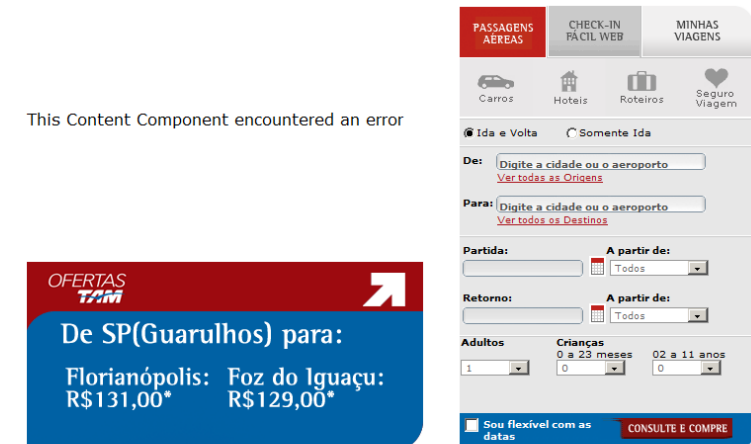 This Content Component encountered an error
OFERTAS
TAM
De SP(Guarulhos) para:
Florianópolis: Foz do Iguaçu:
R$131,00* R$129,00*
PASSAGENS AÉREAS
CHECK-IN FÁCIL WEB
MINHAS VIAGENS
Carros
Hoteis
Roteiros
Seguro Viagem
Ida e Volta
Somente Ida
De: Digite a cidade ou o aeroporto
Ver todas as Origens
Para: Digite a cidade ou o aeroporto
Ver todos os Destinos
Partida: A partir de:
Todos
Retorno: A partir de:
Todos
Adultos Crianças
0 a 23 meses 02 a 11 anos
1 0 0
Sou flexível com as datas
CONSULTE E COMPRE